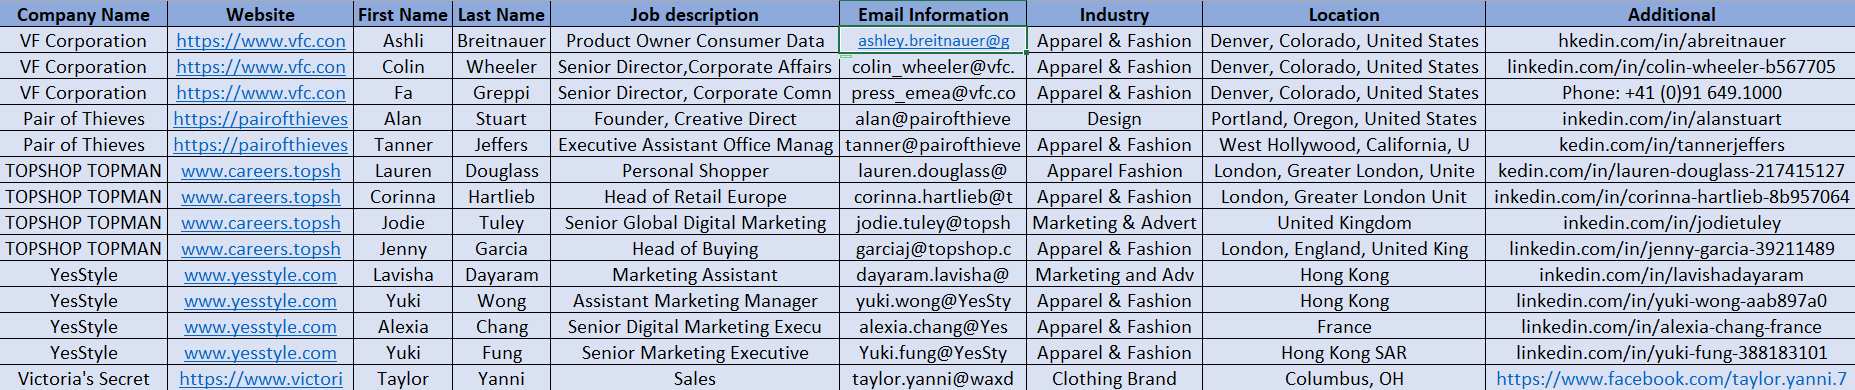 Company Name Website First Name Last Name Job description Email Information Industry Location Additional
VF Corporation https://www.vfc.con Ashli Breitnauer Product Owner Consumer Data ashley.breitnauer@g Apparel & Fashion Denver, Colorado, United States hkedin.com/in/abreitnauer
VF Corporation https://www.vfc.con Colin Wheeler Senior Director,Corporate Affairs colin_wheeler@vfc. Apparel & Fashion Denver, Colorado, United States linkedin.com/in/colin-wheeler-b567705
VF Corporation https://www.vfc.con Fa Greppi Senior Director, Corporate Comn press_emea@vfc.co Apparel & Fashion Denver, Colorado, United States Phone: +41 (0)91 649.1000
Pair of Thieves https://pairofthieves Alan Stuart Founder, Creative Direct alan@pairofthieve Design Portland, Oregon, United States inkedin.com/in/alanstuart
Pair of Thieves https://pairofthieves Tanner Jeffers Executive Assistant Office Manag tanner@pairofthieve Apparel & Fashion West Hollywood, California, U kedin.com/in/tannerjeffers
TOPSHOP TOPMAN www.careers.topsh Lauren Douglass Personal Shopper lauren.douglass@ Apparel Fashion London, Greater London, Unite kedin.com/in/lauren-douglass-217415127
TOPSHOP TOPMAN www.careers.topsh Corinna Hartlieb Head of Retail Europe corinna.hartlieb@t Apparel & Fashion London, Greater London Unit inkedin.com/in/corinna-hartlieb-8b957064
TOPSHOP TOPMAN www.careers.topsh Jodie Tuley Senior Global Digital Marketing jodie.tuley@topsh Marketing & Advert United Kingdom inkedin.com/in/jodietuley
TOPSHOP TOPMAN www.careers.topsh Jenny Garcia Head of Buying garciaj@topshop.c Apparel & Fashion London, England, United King linkedin.com/in/jenny-garcia-39211489
YesStyle www.yesstyle.com Lavisha Dayaram Marketing Assistant dayaram.lavisha@ Marketing and Adv Hong Kong inkedin.com/in/lavishadayaram
YesStyle www.yesstyle.com Yuki Wong Assistant Marketing Manager yuki.wong@YesSty Apparel & Fashion Hong Kong linkedin.com/in/yuki-wong-aab897a0
YesStyle www.yesstyle.com Alexia Chang Senior Digital Marketing Execu alexia.chang@Yes Apparel & Fashion France linkedin.com/in/alexia-chang-france
YesStyle www.yesstyle.com Yuki Fung Senior Marketing Executive Yuki.fung@YesSty Apparel & Fashion Hong Kong SAR linkedin.com/in/yuki-fung-388183101
Victoria's Secret https://www.victori Taylor Yanni Sales taylor.yanni@waxd Clothing Brand Columbus, OH https://www.facebook.com/taylor.yanni.7